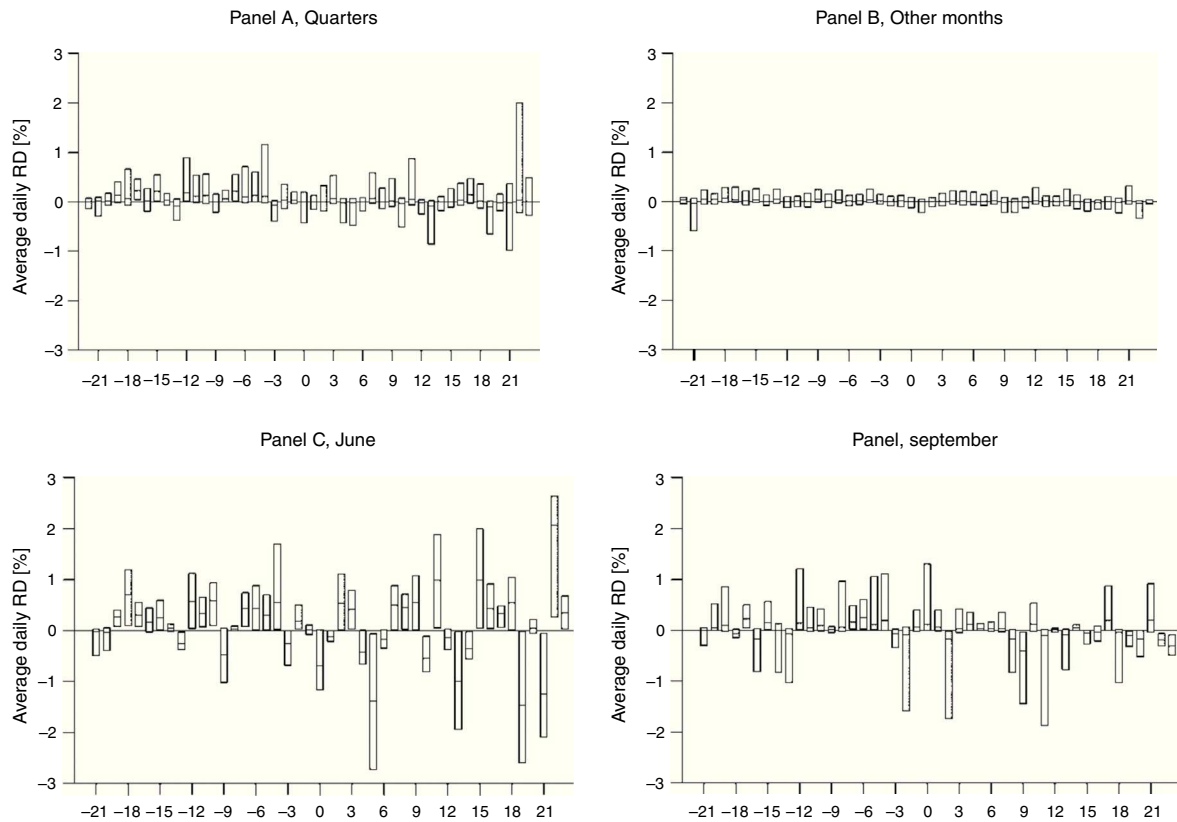 Panel A, Quarters
Average daily RD [%]
3
2
1
0
–1
–2
–3
–21 –18 –15 –12 –9 –6 –3 0 3 6 9 12 15 18 21
Panel B, Other months
Average daily RD [%]
3
2
1
0
–1
–2
–3
–21 –18 –15 –12 –9 –6 –3 0 3 6 9 12 15 18 21
Panel C, June
Average daily RD [%]
3
2
1
0
–1
–2
–3
–21 –18 –15 –12 –9 –6 –3 0 3 6 9 12 15 18 21
Panel, september
Average daily RD [%]
3
2
1
0
–1
–2
–3
–21 –18 –15 –12 –9 –6 –3 0 3 6 9 12 15 18 21